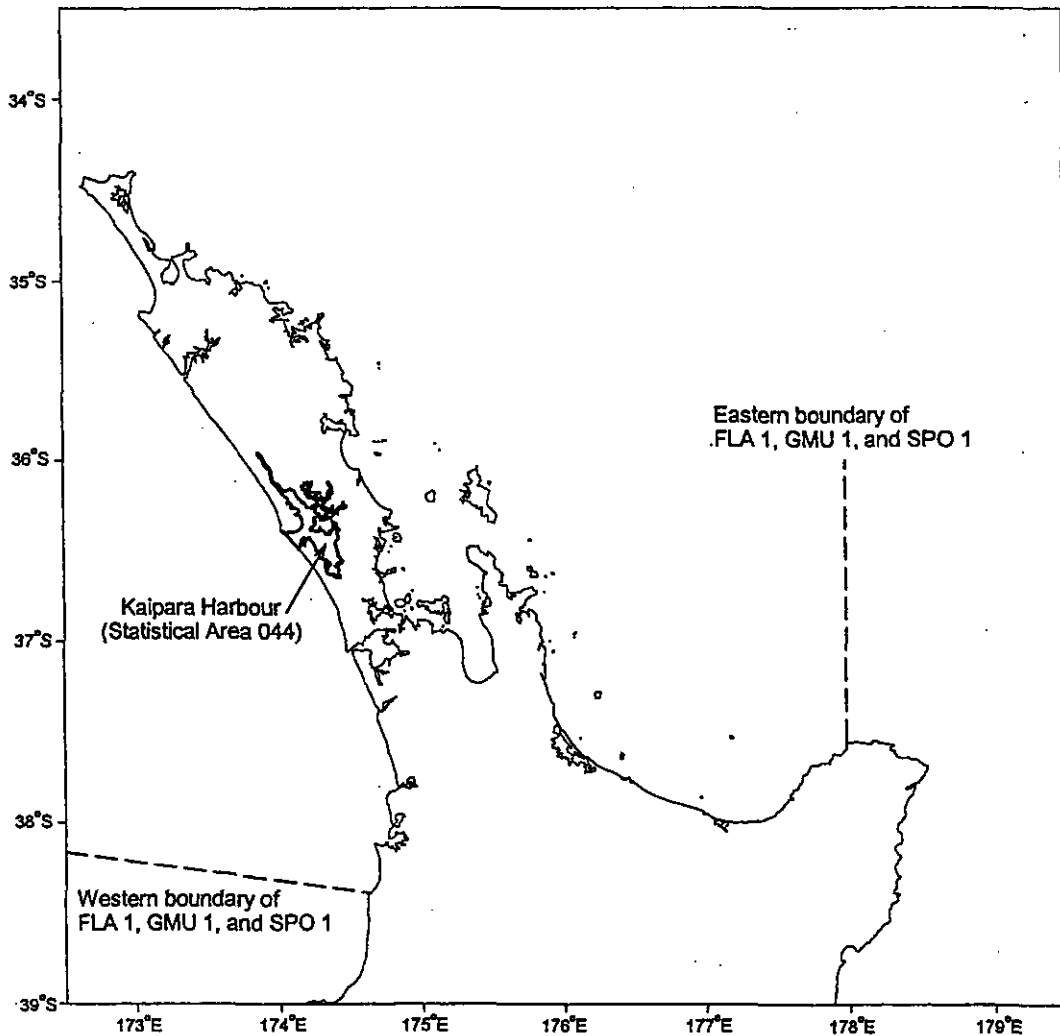 34°S
35°S
36°S
37°S
38°S
39°S
Eastern boundary of
FLA 1, GMU 1, and SPO 1
Kaipara Harbour
(Statistical Area 044)
Western boundary of
FLA 1, GMU 1, and SPO 1
173°E
174°E
175°E
176°E
177°E
178°E
179°E